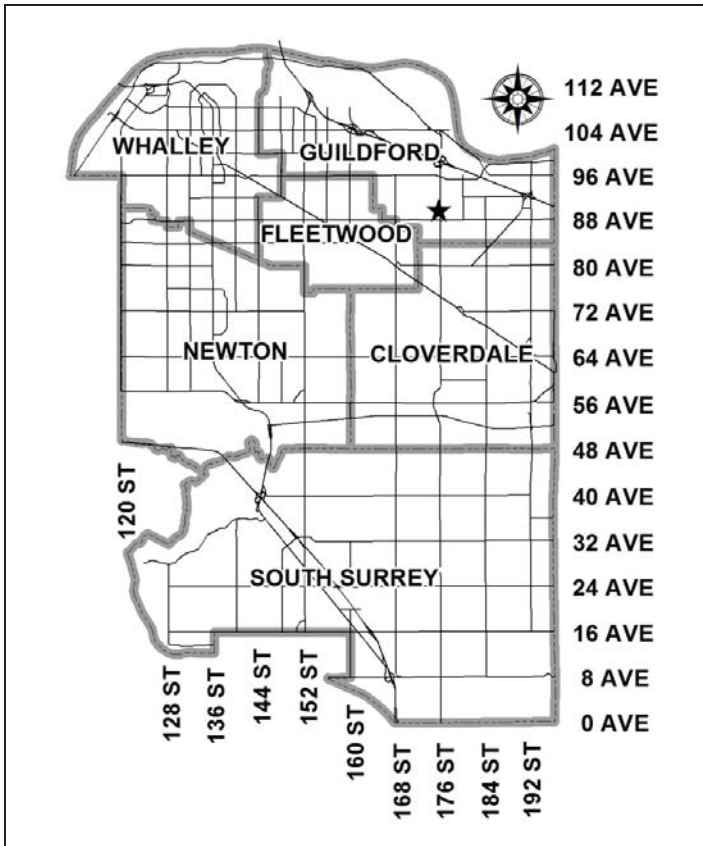 112 AVE
104 AVE
WHALLEY
GUILDFORD
96 AVE
88 AVE
FLEETWOOD
80 AVE
72 AVE
NEWTON
CLOVERDALE
64 AVE
56 AVE
48 AVE
120 ST
40 AVE
32 AVE
SOUTH SURREY
24 AVE
16 AVE
128 ST
136 ST
144 ST
152 ST
160 ST
8 AVE
0 AVE
168 ST
176 ST
184 ST
192 ST